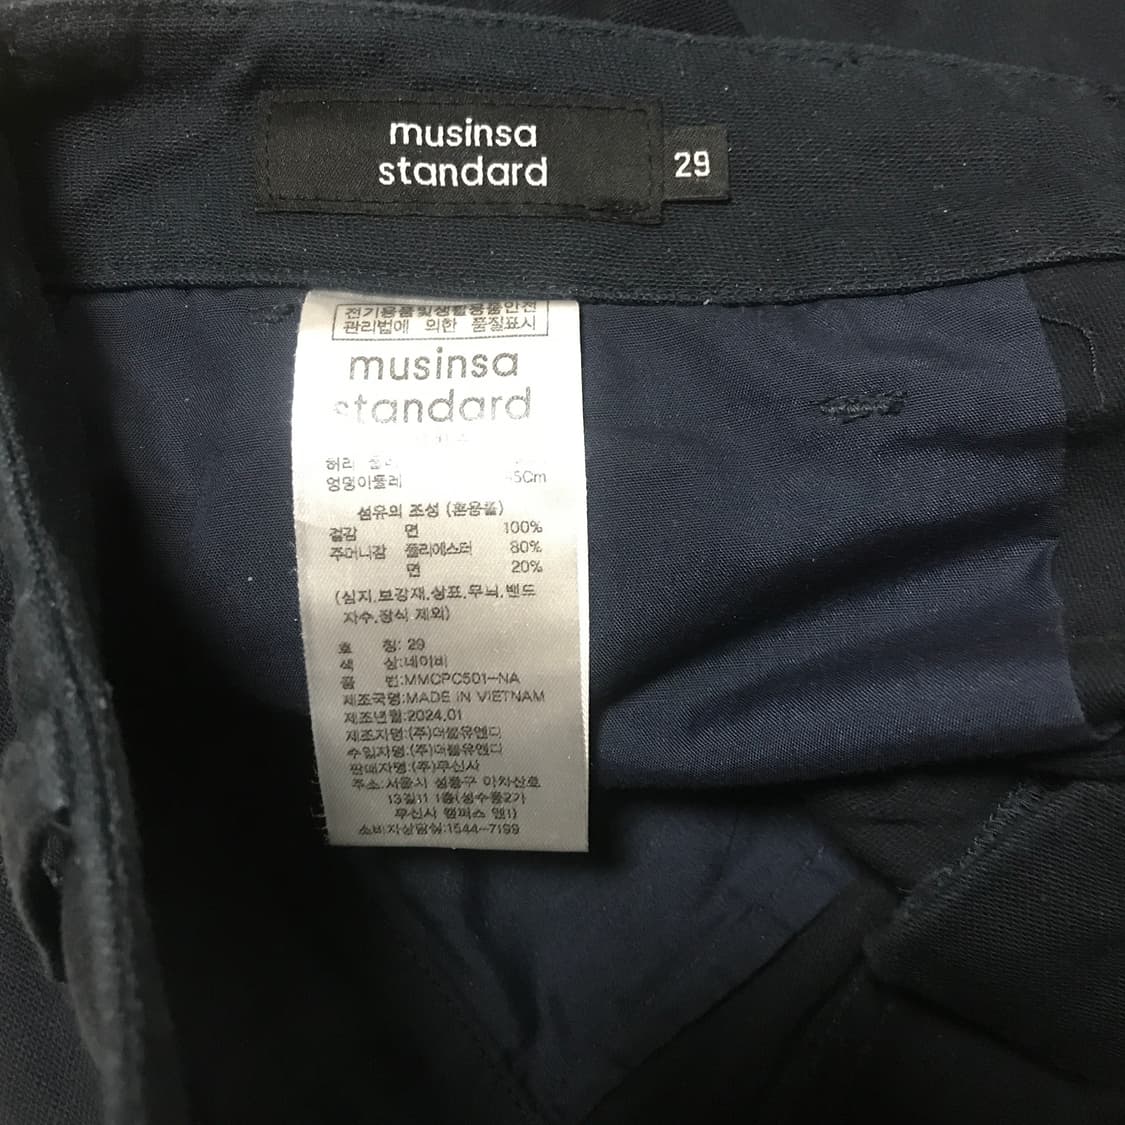 musinsa
standard
29
전기용품및생활용품안전
관리법에 의한 품질표시
musinsa
standard
허리
엉덩이둘레 5Cm
섬유의 조성 (혼용률)
겉감 면 100%
주머니감 폴리에스터 80%
면 20%
(심지,보강재,상표,무늬,밴드
자수,장식 제외)
호 칭: 29
색 상:네이비
품 번:MMCPC501-NA
제조국명:MADE IN VIETNAM
제조년월:2024.01
제조자명:(주)더블유앤디
수입자명:(주)더블유앤디
판매자명:(주)무신사
주소:서울시 성동구 아차산로
13길11 1층(성수동2가
무신사 캠퍼스 엔1)
소비자상담실:1544-7199